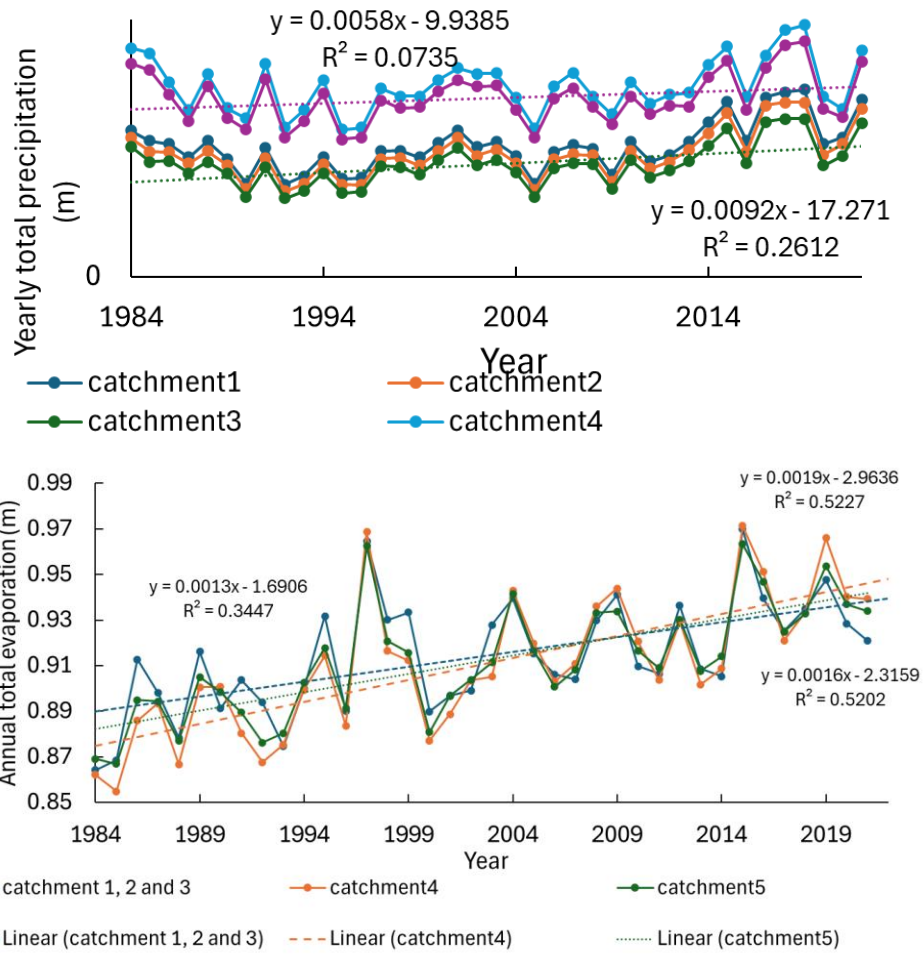 y = 0.0058x - 9.9385
R² = 0.0735
Yearly total precipitation
(m)
y = 0.0092x - 17.271
R² = 0.2612
0
1984 1994 2004 2014
Year
catchment1 catchment2
catchment3 catchment4
0.99
y = 0.0019x - 2.9636
R² = 0.5227
0.97
0.95
y = 0.0013x - 1.6906
R² = 0.3447
0.93
0.91
y = 0.0016x - 2.3159
R² = 0.5202
0.89
0.87
0.85
Annual total evaporation (m)
1984 1989 1994 1999 2004 2009 2014 2019
Year
catchment 1, 2 and 3 catchment4 catchment5
Linear (catchment 1, 2 and 3) Linear (catchment4) Linear (catchment5)